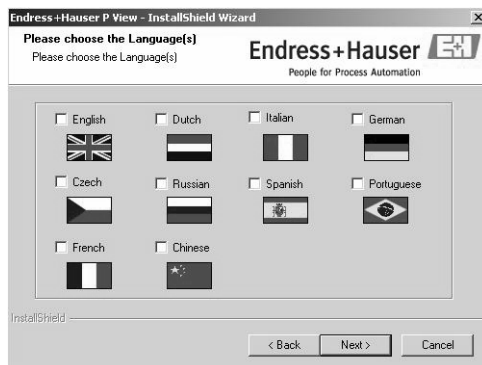 Endress+Hauser P View - InstallShield Wizard
Please choose the Language(s)
Please choose the Language(s)
Endress+Hauser EH
People for Process Automation
English Dutch Italian German
Czech Russian Spanish Portuguese
French Chinese
InstallShield
< Back Next > Cancel